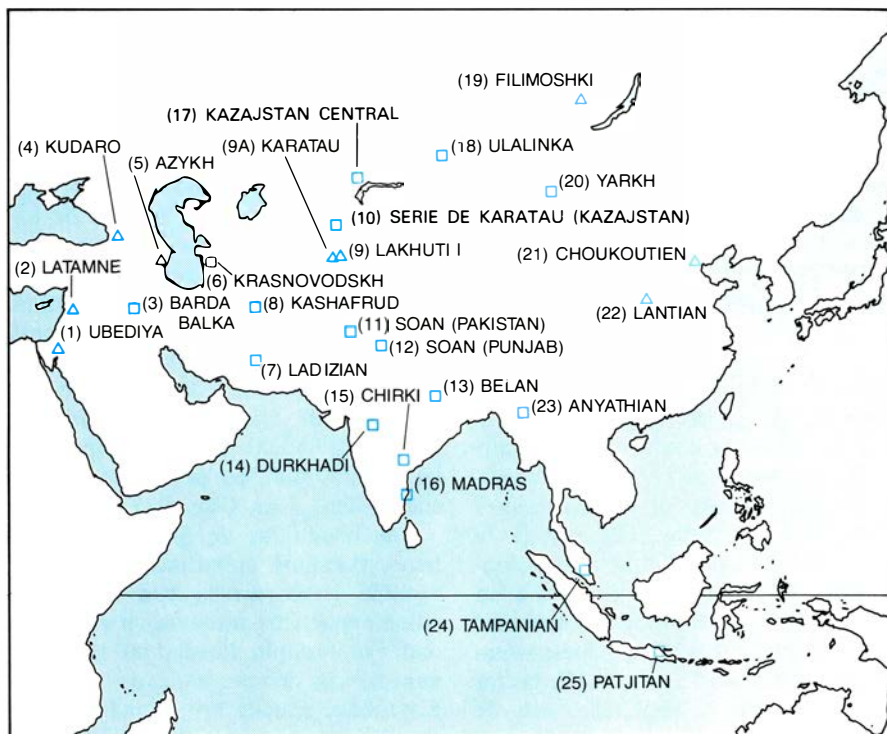 (19) FILIMOSHKI
(17) KAZAJSTAN CENTRAL
(4) KUDARO
(9A) KARATAU
(18) ULALINKA
(5) AZYKH
(20) YARKH
(10) SERIE DE KARATAU (KAZAJSTAN)
(9) LAKHUTI I
(21) CHOUKOUTIEN
(2) LATAMNE
(6) KRASNOVODSKH
(3) BARDA
BALKA
(8) KASHAFRUD
(22) LANTIAN
(1) UBEDIYA
(11) SOAN (PAKISTAN)
(12) SOAN (PUNJAB)
(7) LADIZIAN
(15) CHIRKI
(13) BELAN
(23) ANYATHIAN
(14) DURKHADI
(16) MADRAS
(24) TAMPANIAN
(25) PATJITAN